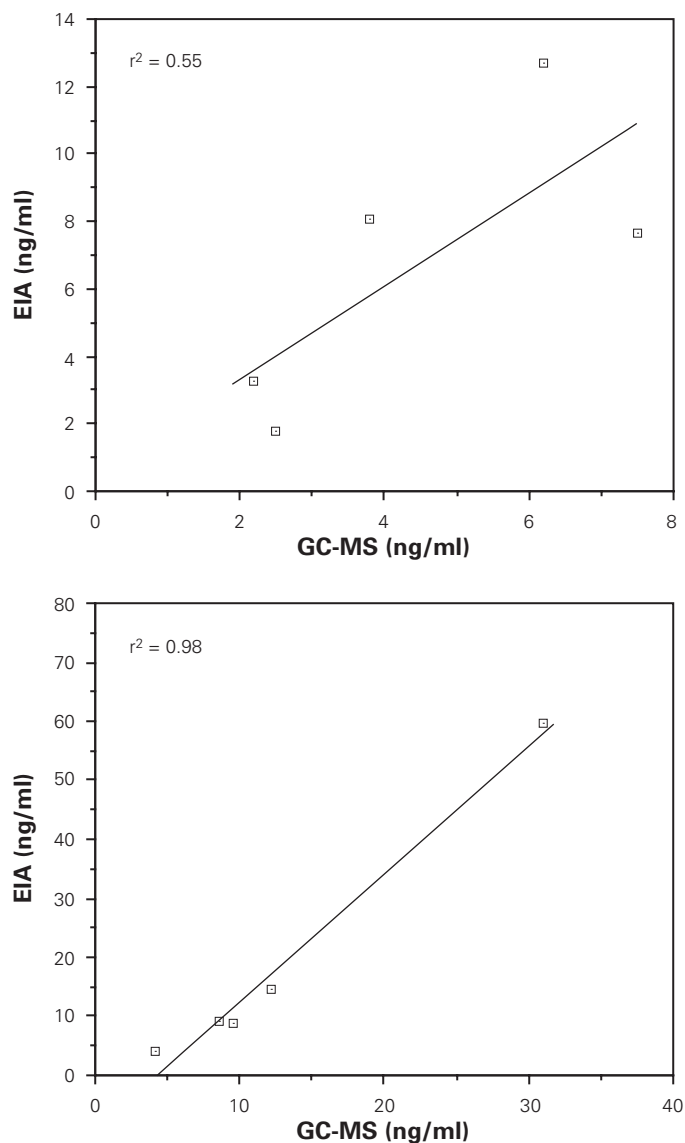 14
r² = 0.55
12
10
8
6
4
2
0
EIA (ng/ml)
0 2 4 6 8
GC-MS (ng/ml)
80
r² = 0.98
70
60
50
40
30
20
10
0
EIA (ng/ml)
0 10 20 30 40
GC-MS (ng/ml)